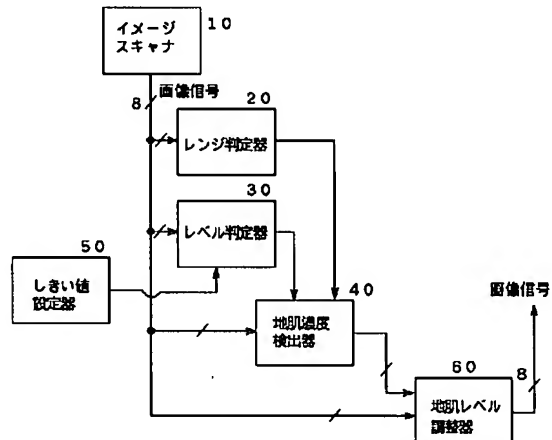 イメージ
スキャナ
10
8
画像信号
20
レンジ判定器
30
レベル判定器
50
しきい値
設定器
40
地肌濃度
検出器
画像信号
60
8
地肌レベル
調整器